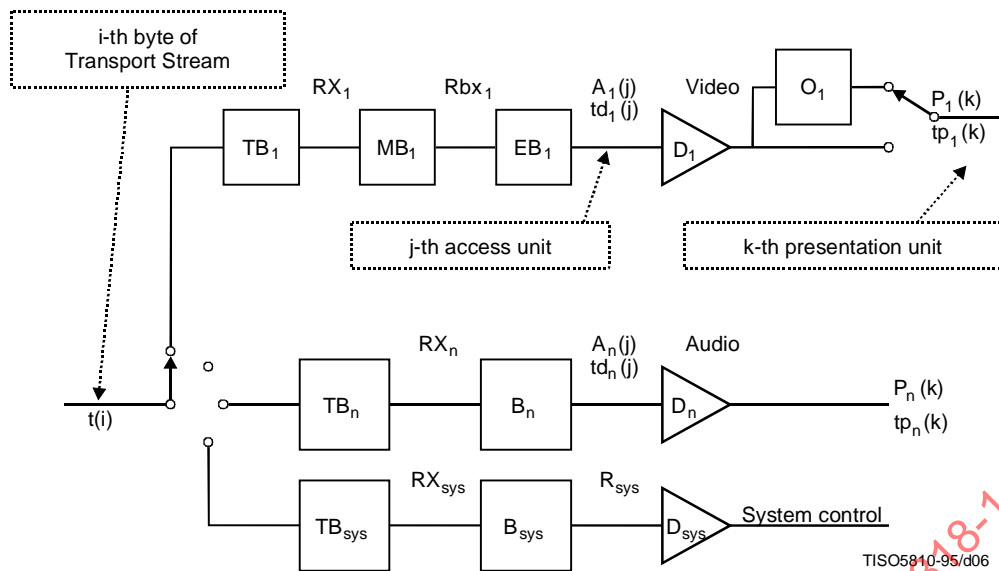 i-th byte of
Transport Stream
RX1
Rbx1
A1(j)
td1(j)
Video
O1
P1(k)
tp1(k)
TB1
MB1
EB1
D1
j-th access unit
k-th presentation unit
t(i)
RXn
An(j)
tdn(j)
Audio
TBn
Bn
Dn
Pn(k)
tpn(k)
RXsys
Rsys
TBsys
Bsys
Dsys
System control
TISO5810-95/d06
318-1